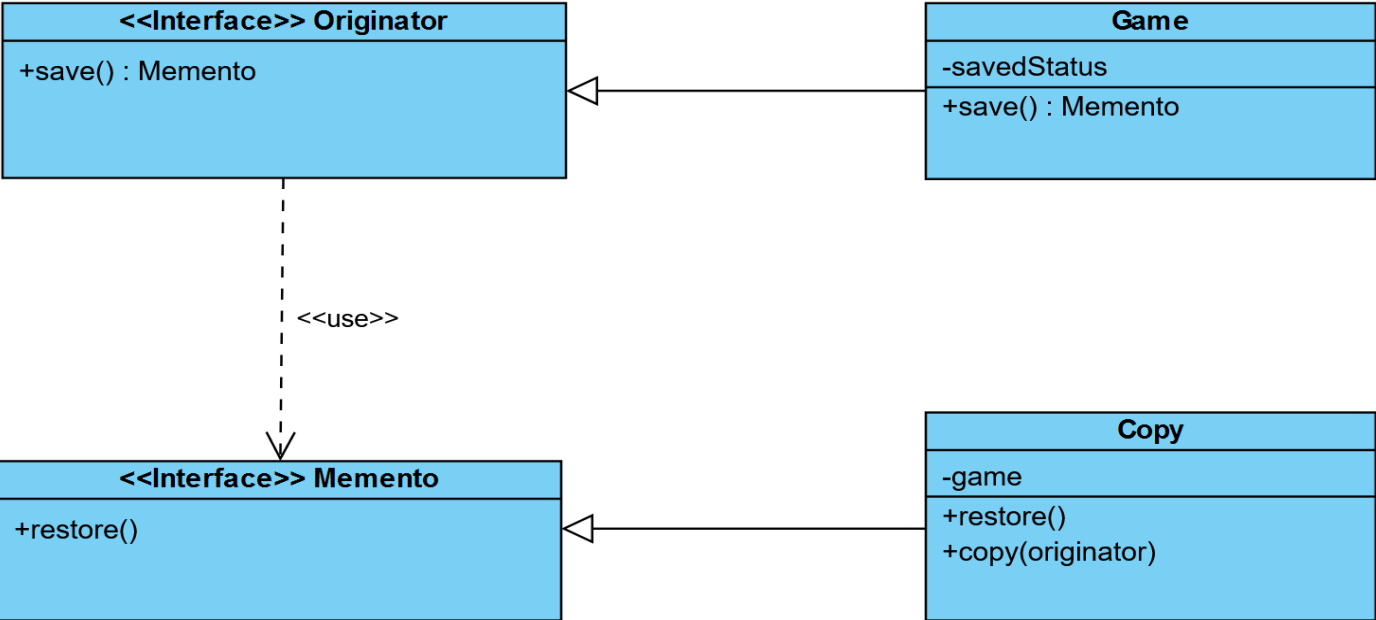 <<Interface>> Originator
+save() : Memento
Game
-savedStatus
+save() : Memento
<<use>>
<<Interface>> Memento
+restore()
Copy
-game
+restore()
+copy(originator)